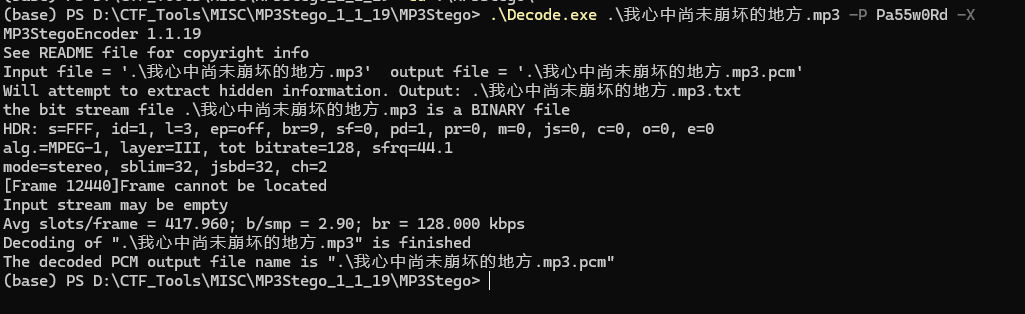 (base) PS D:\CTF_Tools\MISC\MP3Stego_1_1_19\MP3Stego> .\Decode.exe .\我心中尚未崩坏的地方.mp3 -P Pa55w0Rd -X
MP3StegoEncoder 1.1.19
See README file for copyright info
Input file = '.\我心中尚未崩坏的地方.mp3'  output file = '.\我心中尚未崩坏的地方.mp3.pcm'
Will attempt to extract hidden information. Output: .\我心中尚未崩坏的地方.mp3.txt
the bit stream file .\我心中尚未崩坏的地方.mp3 is a BINARY file
HDR: s=FFF, id=1, l=3, ep=off, br=9, sf=0, pd=1, pr=0, m=0, js=0, c=0, o=0, e=0
alg.=MPEG-1, layer=III, tot bitrate=128, sfrq=44.1
mode=stereo, sblim=32, jsbd=32, ch=2
[Frame 12440]Frame cannot be located
Input stream may be empty
Avg slots/frame = 417.960; b/smp = 2.90; br = 128.000 kbps
Decoding of ".\我心中尚未崩坏的地方.mp3" is finished
The decoded PCM output file name is ".\我心中尚未崩坏的地方.mp3.pcm"
(base) PS D:\CTF_Tools\MISC\MP3Stego_1_1_19\MP3Stego>